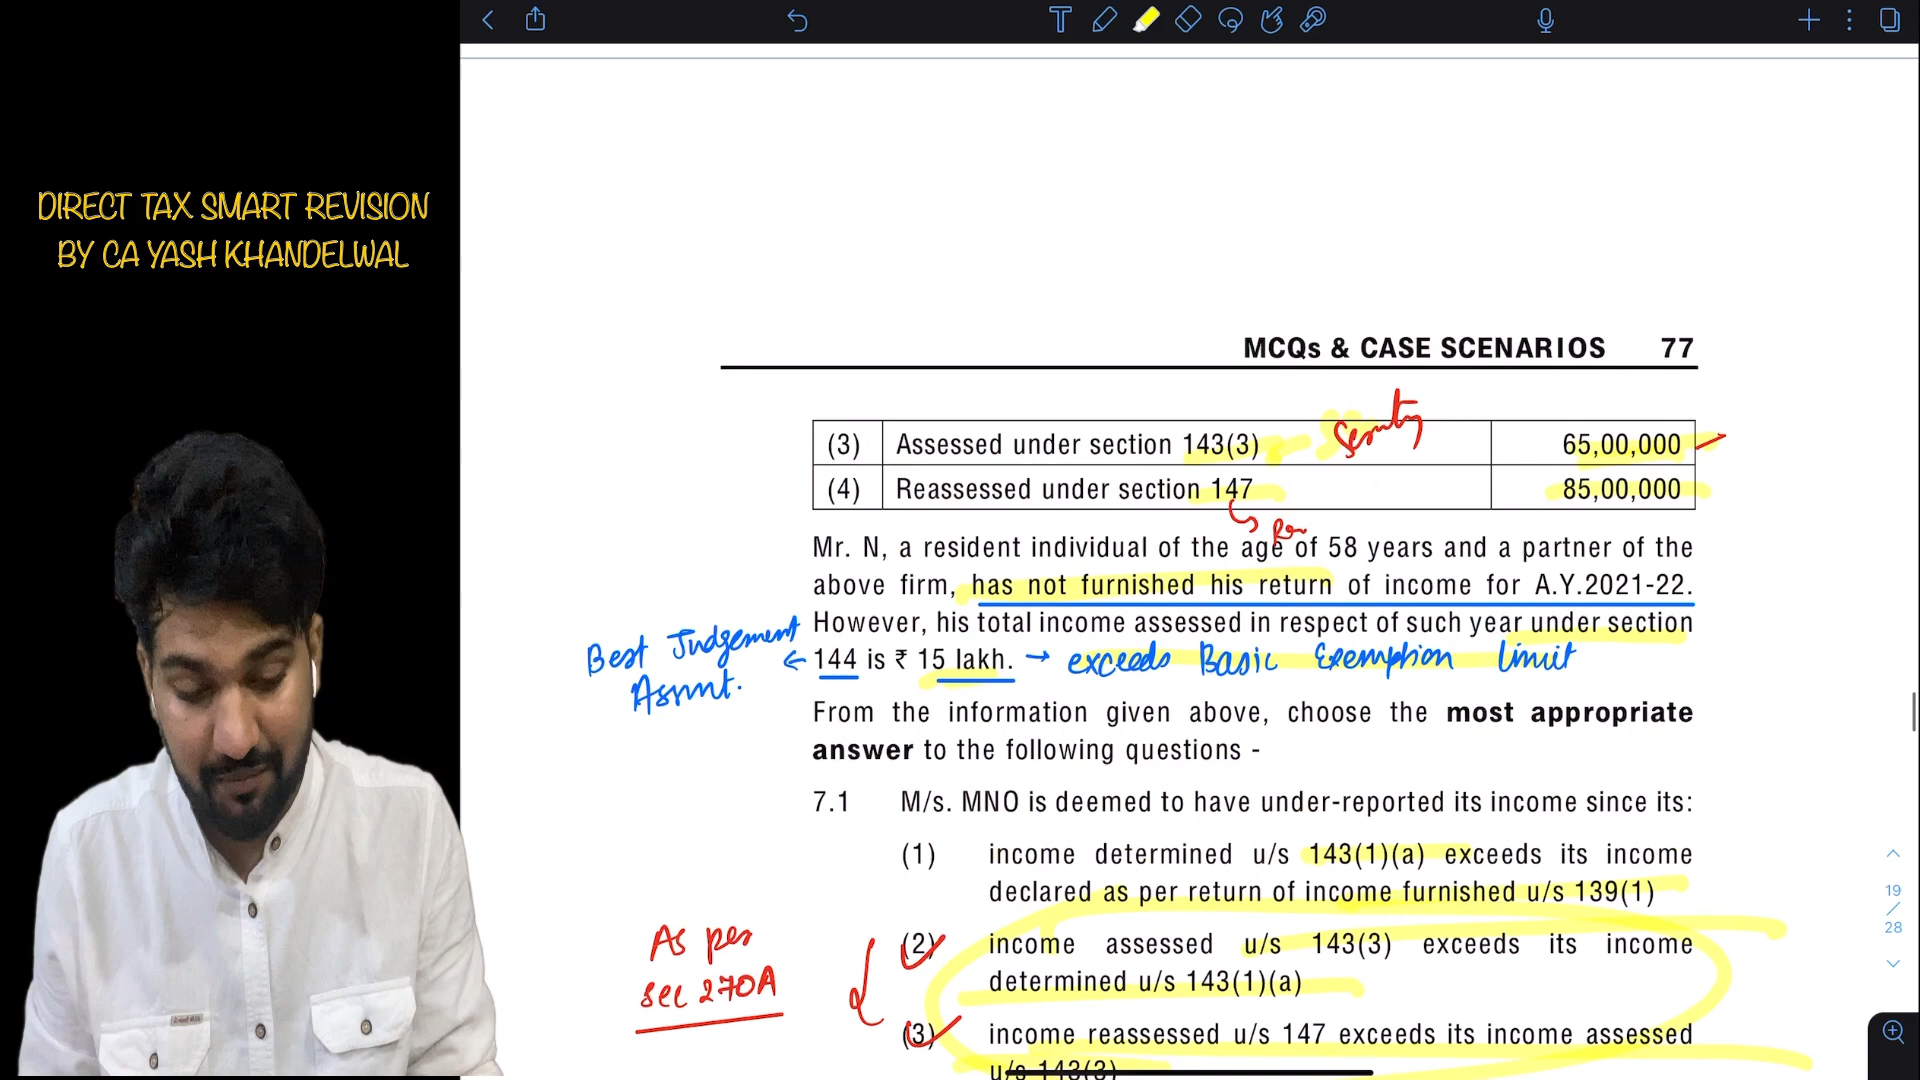 DIRECT TAX SMART REVISION
BY CA YASH KHANDELWAL
MCQs & CASE SCENARIOS 77
(3) Assessed under section 143(3) 65,00,000
(4) Reassessed under section 147 85,00,000
Mr. N, a resident individual of the age of 58 years and a partner of the
above firm, has not furnished his return of income for A.Y.2021-22.
However, his total income assessed in respect of such year under section
144 is ₹ 15 lakh. → exceeds Basic Exemption limit
Best Judgement
Assmt.
From the information given above, choose the most appropriate
answer to the following questions -
7.1 M/s. MNO is deemed to have under-reported its income since its:
(1) income determined u/s 143(1)(a) exceeds its income
declared as per return of income furnished u/s 139(1)
As per
sec 270A
(2) income assessed u/s 143(3) exceeds its income
determined u/s 143(1)(a)
(3) income reassessed u/s 147 exceeds its income assessed
u/s 143(3)
19
/
28